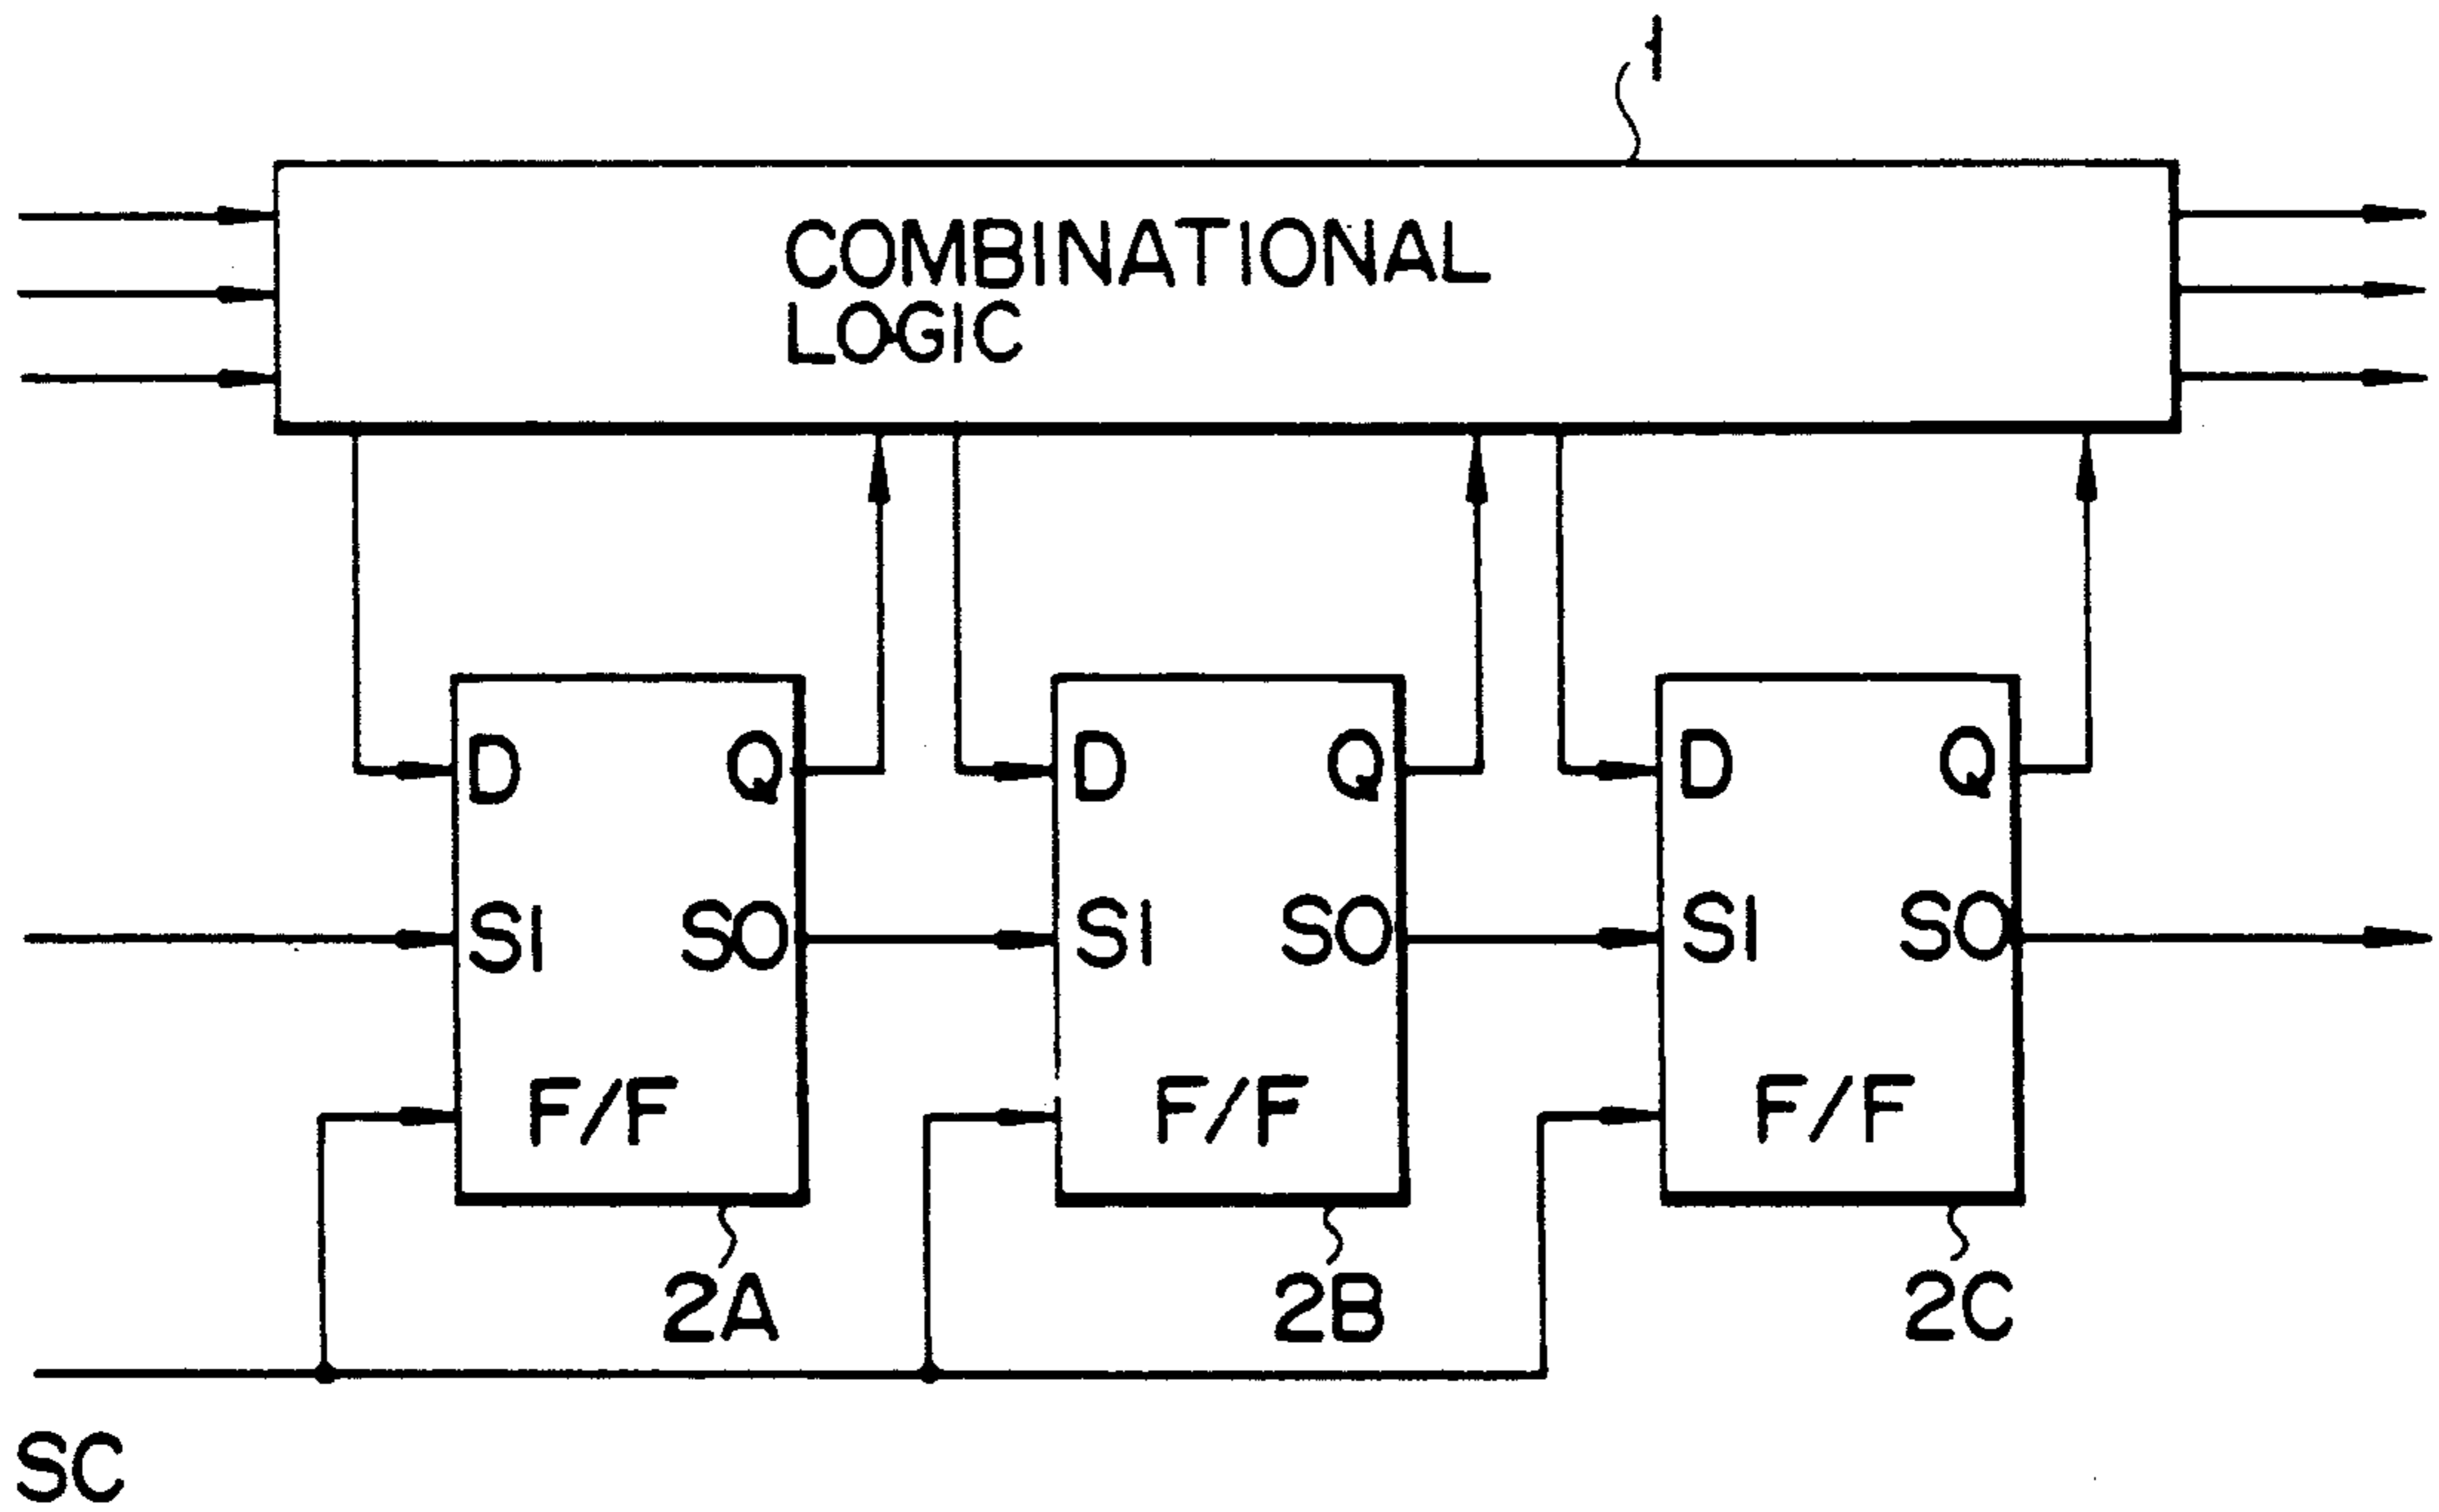 1
COMBINATIONAL
LOGIC
D Q
SI SO
F/F
2A
D Q
SI SO
F/F
2B
D Q
SI SO
F/F
2C
SC